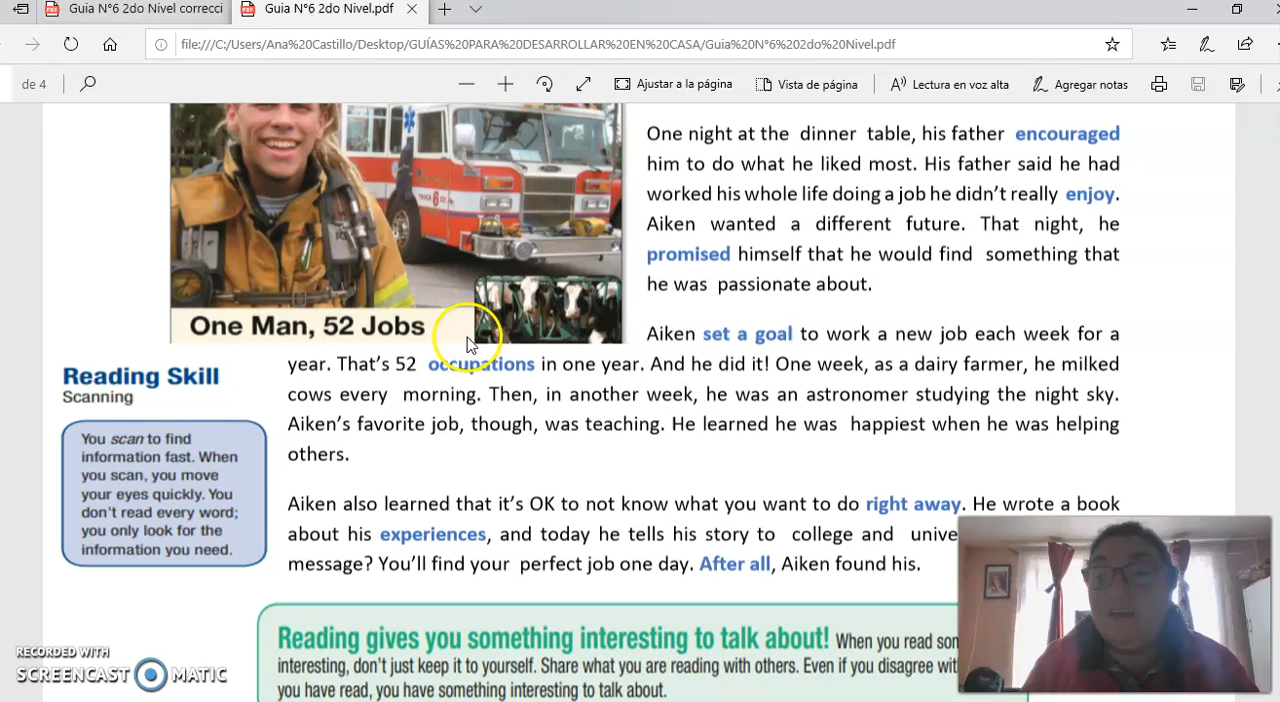 Guia N°6 2do Nivel correcci
Guia N°6 2do Nivel.pdf
file:///C:/Users/Ana%20Castillo/Desktop/GUÍAS%20PARA%20DESARROLLAR%20EN%20CASA/Guia%20N°6%202do%20Nivel.pdf
de 4
Ajustar a la página
Vista de página
Lectura en voz alta
Agregar notas
One night at the dinner table, his father encouraged
him to do what he liked most. His father said he had
worked his whole life doing a job he didn't really enjoy.
Aiken wanted a different future. That night, he
promised himself that he would find something that
he was passionate about.
One Man, 52 Jobs
Aiken set a goal to work a new job each week for a
year. That's 52 occupations in one year. And he did it! One week, as a dairy farmer, he milked
cows every morning. Then, in another week, he was an astronomer studying the night sky.
Aiken's favorite job, though, was teaching. He learned he was happiest when he was helping
others.
Reading Skill
Scanning
You scan to find
information fast. When
you scan, you move
your eyes quickly. You
don't read every word;
you only look for the
information you need.
Aiken also learned that it's OK to not know what you want to do right away. He wrote a book
about his experiences, and today he tells his story to college and unive
message? You'll find your perfect job one day. After all, Aiken found his.
Reading gives you something interesting to talk about! When you read son
interesting, don't just keep it to yourself. Share what you are reading with others. Even if you disagree wit
you have read, you have something interesting to talk about.
RECORDED WITH
SCREENCAST MATIC